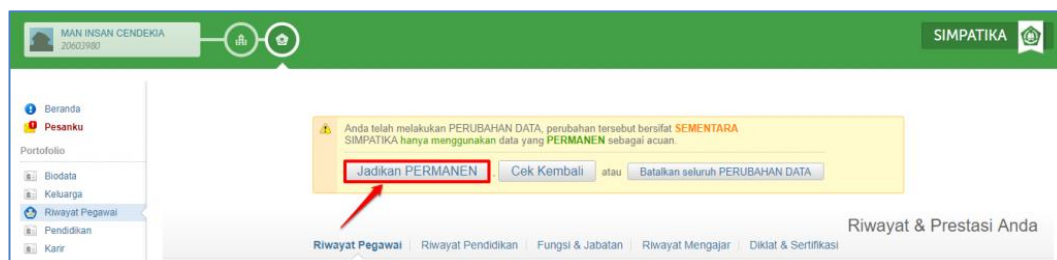 MAN INSAN CENDEKIA
20603980
SIMPATIKA
Beranda
Pesanku
Portofolio
Biodata
Keluarga
Riwayat Pegawai
Pendidikan
Karir
Anda telah melakukan PERUBAHAN DATA, perubahan tersebut bersifat SEMENTARA
SIMPATIKA hanya menggunakan data yang PERMANEN sebagai acuan.
Jadikan PERMANEN , Cek Kembali atau Batalkan seluruh PERUBAHAN DATA
Riwayat & Prestasi Anda
Riwayat Pegawai Riwayat Pendidikan Fungsi & Jabatan Riwayat Mengajar Diklat & Sertifikasi